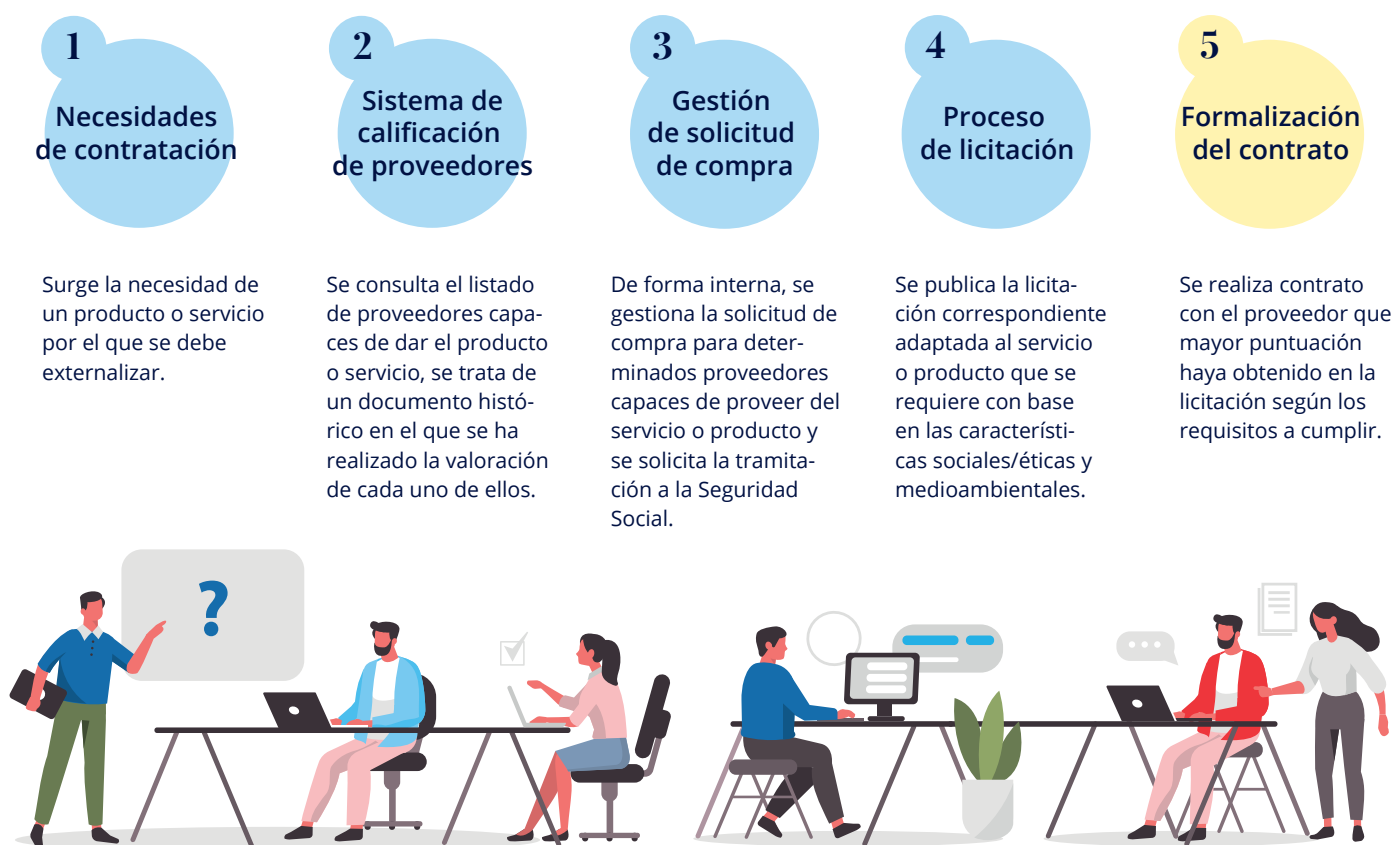 1
Necesidades
de contratación
Surge la necesidad de
un producto o servicio
por el que se debe
externalizar.
2
Sistema de
calificación
de proveedores
Se consulta el listado
de proveedores capa-
ces de dar el producto
o servicio, se trata de
un documento histó-
rico en el que se ha
realizado la valoración
de cada uno de ellos.
3
Gestión
de solicitud
de compra
De forma interna, se
gestiona la solicitud de
compra para deter-
minados proveedores
capaces de proveer del
servicio o producto y
se solicita la tramita-
ción a la Seguridad
Social.
4
Proceso
de licitación
Se publica la licita-
ción correspondiente
adaptada al servicio
o producto que se
requiere con base
en las característi-
cas sociales/éticas y
medioambientales.
5
Formalización
del contrato
Se realiza contrato
con el proveedor que
mayor puntuación
haya obtenido en la
licitación según los
requisitos a cumplir.
?